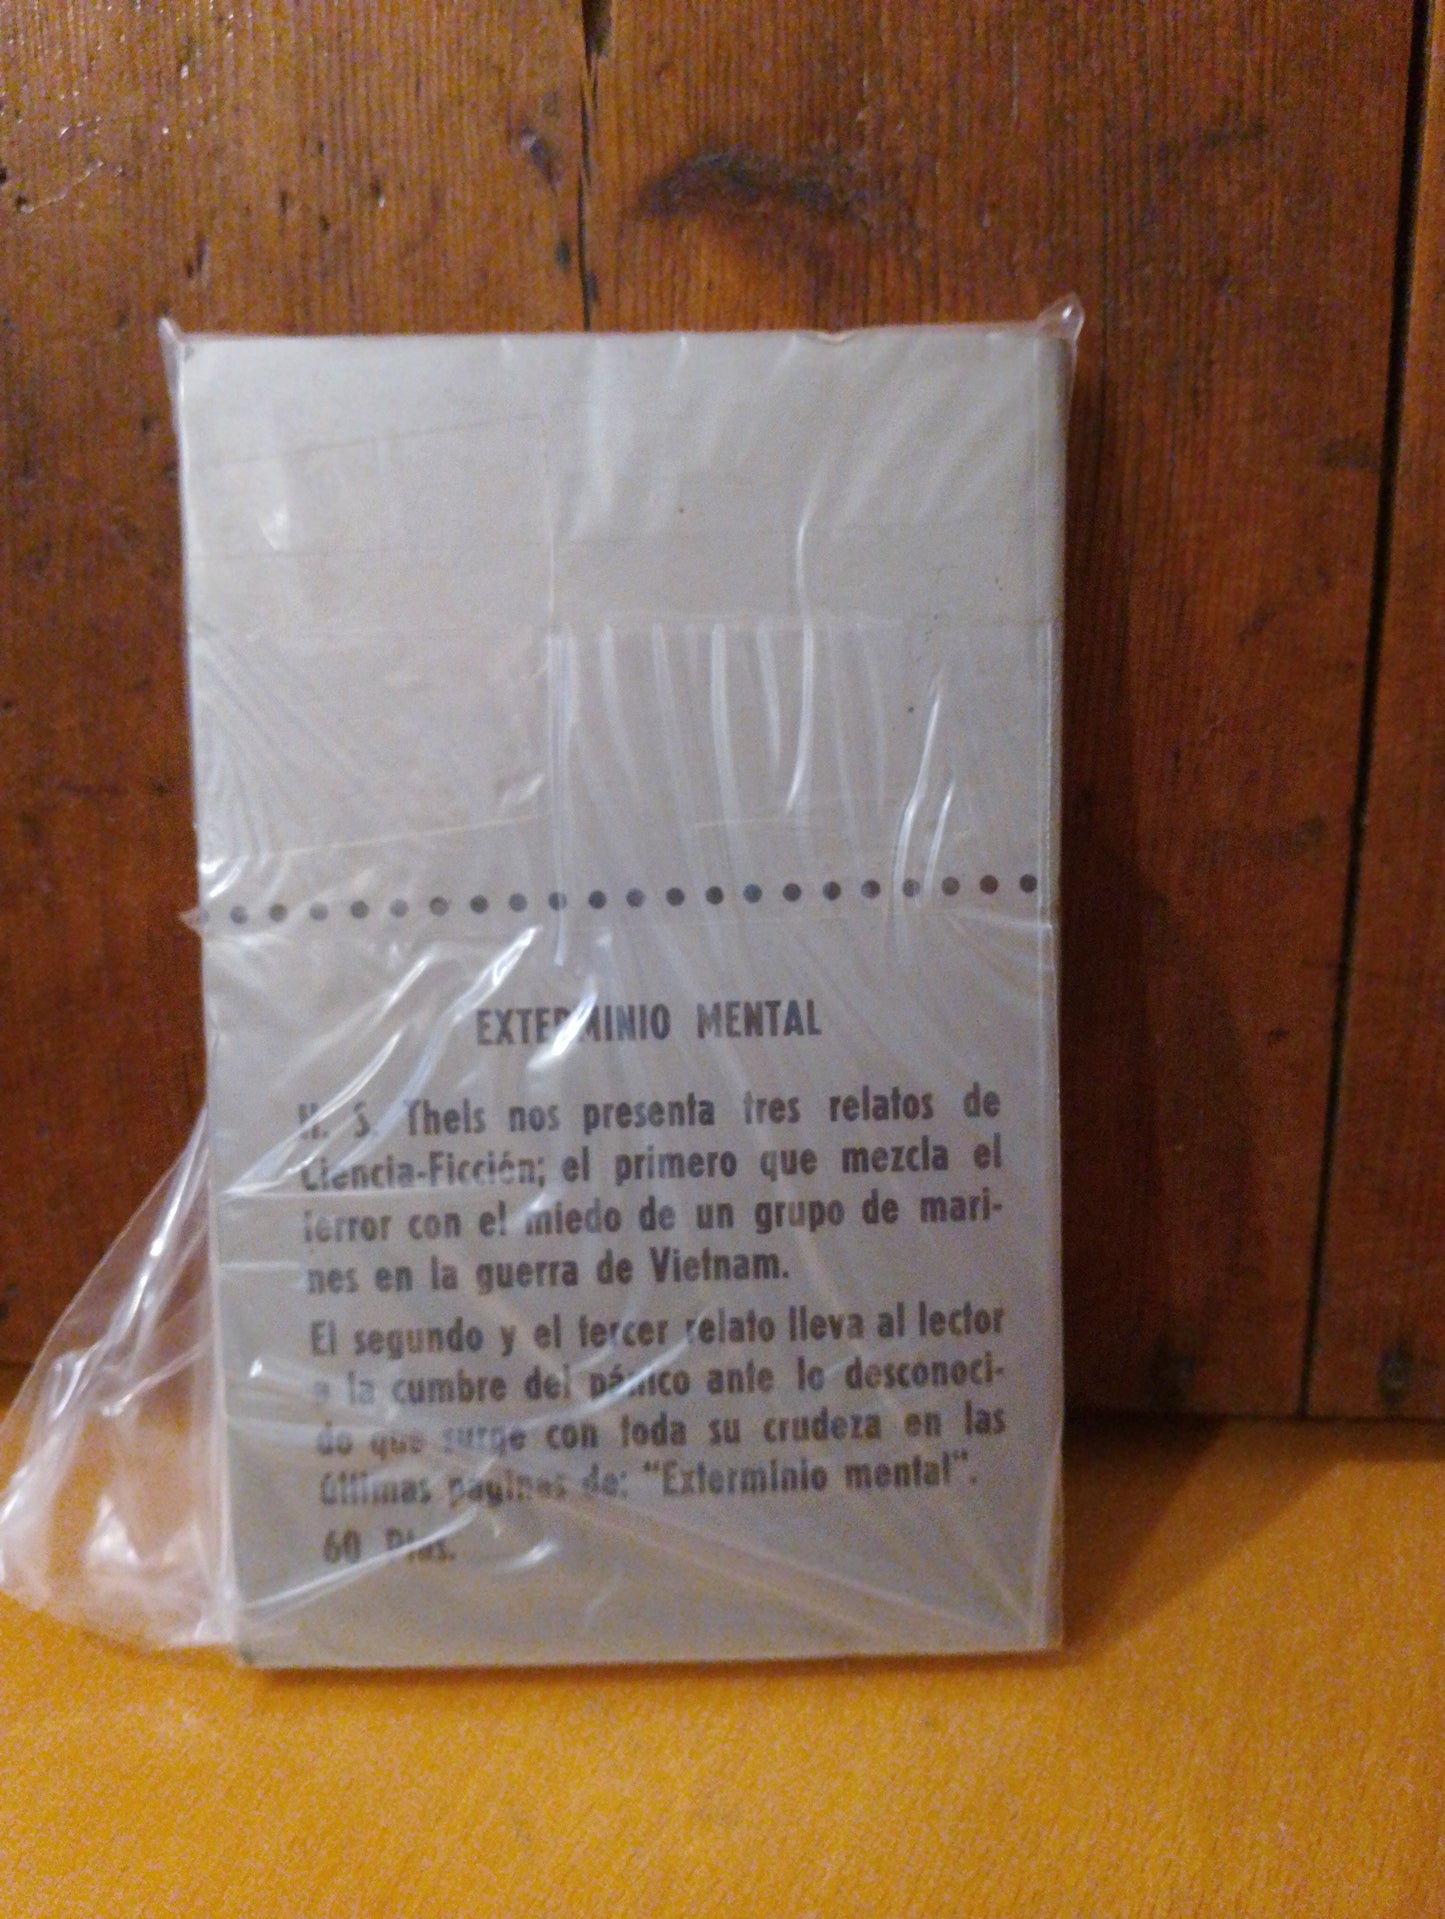 EXTERMINIO MENTAL
H. S. Theis nos presenta tres relatos de
Ciencia-Ficción; el primero que mezcla el
terror con el miedo de un grupo de mari-
nes en la guerra de Vietnam.
El segundo y el tercer relato lleva al lector
a la cumbre del pánico ante lo desconoci-
do que surge con toda su crudeza en las
últimas páginas de: "Exterminio mental".
60 Ptas.